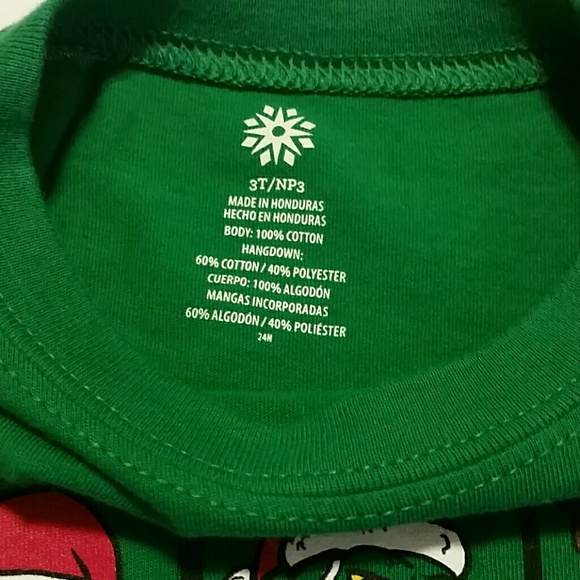 3T/NP3
MADE IN HONDURAS
HECHO EN HONDURAS
BODY: 100% COTTON
HANGDOWN:
60% COTTON / 40% POLYESTER
CUERPO: 100% ALGODÓN
MANGAS INCORPORADAS
60% ALGODÓN / 40% POLIÉSTER
24N